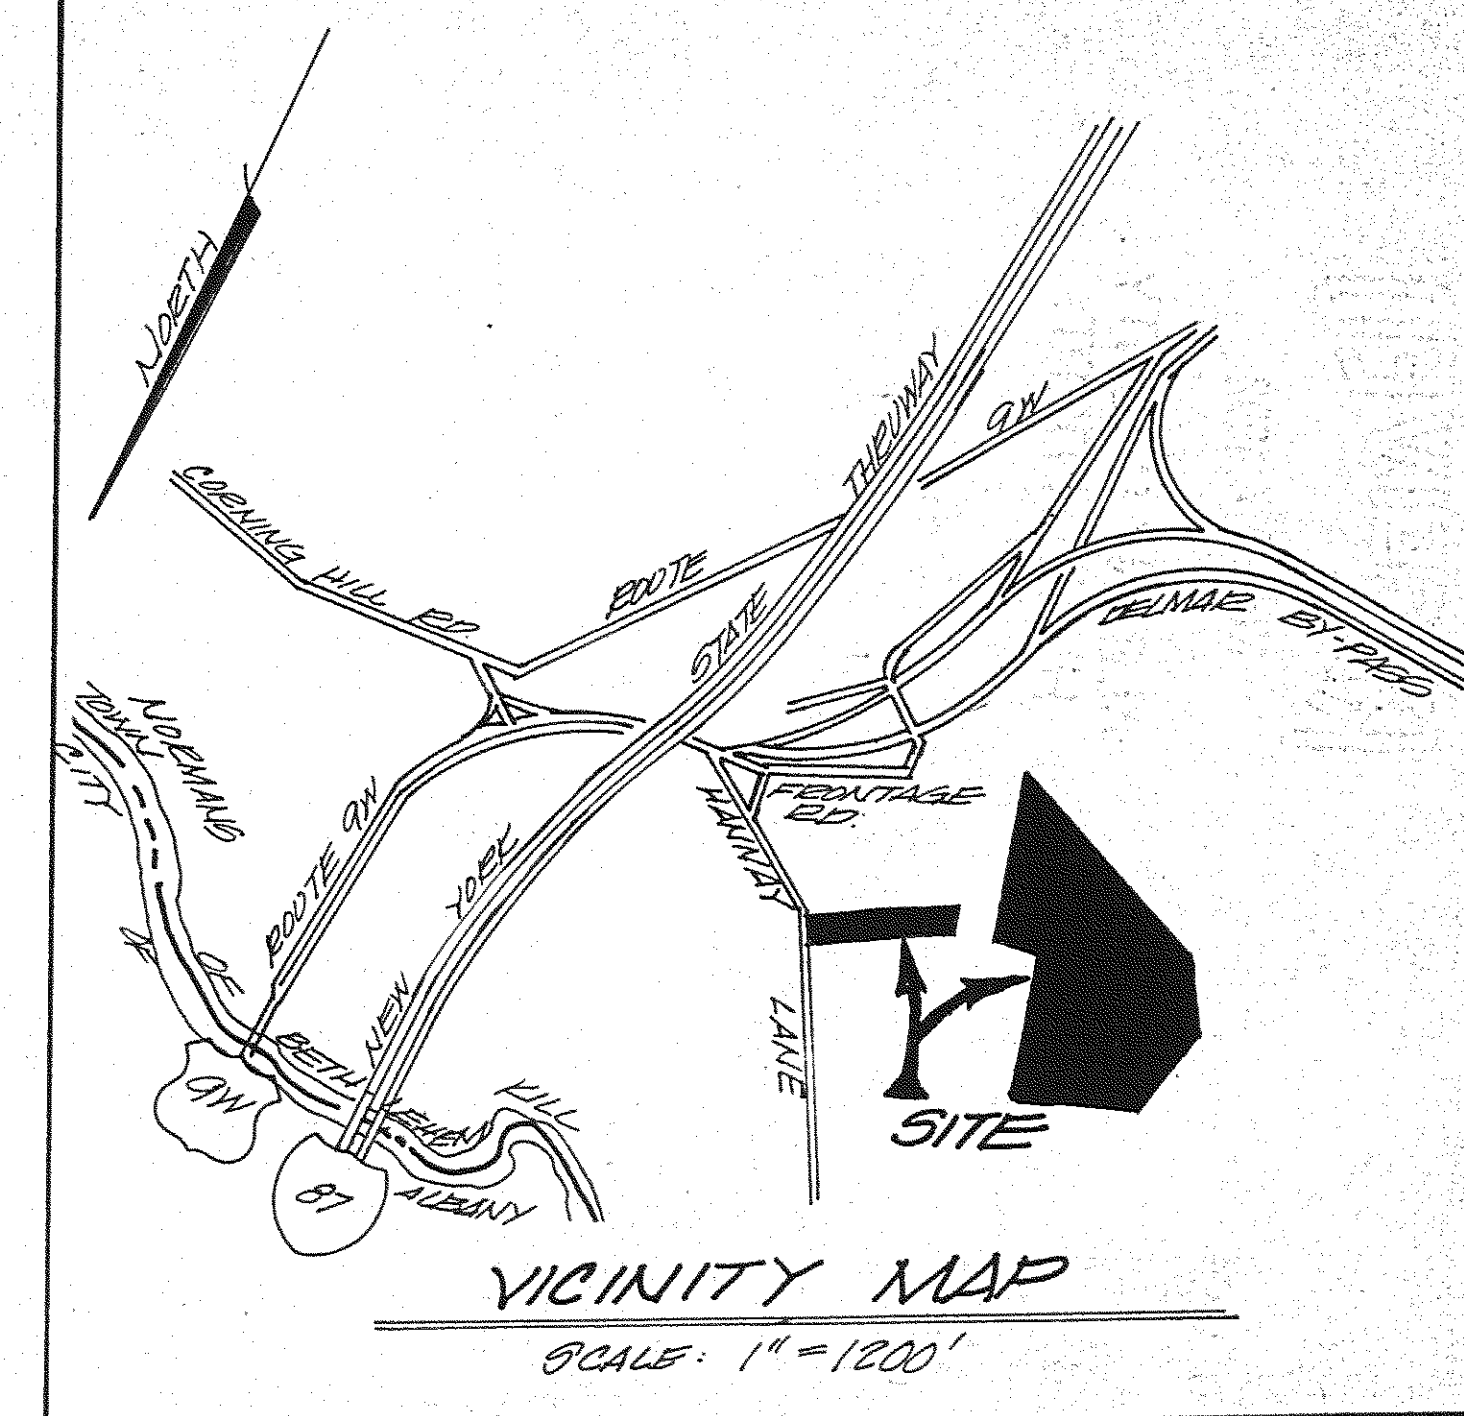 NORTH
THRUWAY
9W
CORNING HILL RD.
ROUTE
STATE
DELMAR BY-PASS
NORMANS
TOWN
CITY
ROUTE 9W
FRONTAGE
RD.
HANNAY
YORK
OF
OF
NEW
LANE
BETHLEHEM
KILL
9W
87
ALBANY
SITE
VICINITY MAP
SCALE: 1" = 1200'